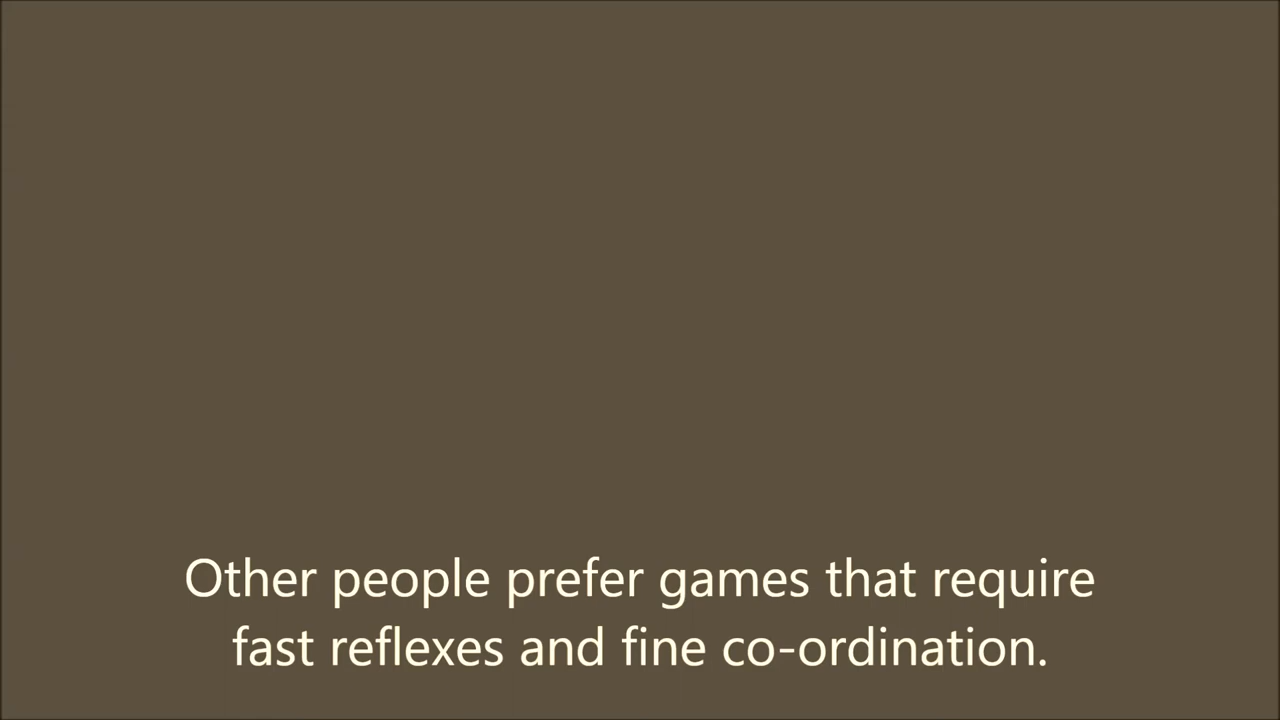 Other people prefer games that require
fast reflexes and fine co-ordination.